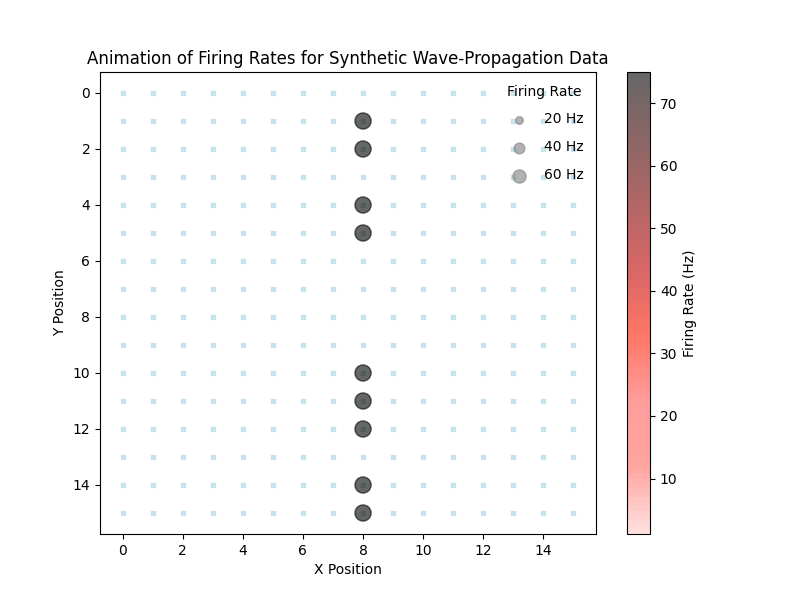 Animation of Firing Rates for Synthetic Wave-Propagation Data
Firing Rate
20 Hz
40 Hz
60 Hz
0
2
4
6
8
10
12
14
Y Position
0 2 4 6 8 10 12 14
X Position
70
60
50
40
30
20
10
Firing Rate (Hz)